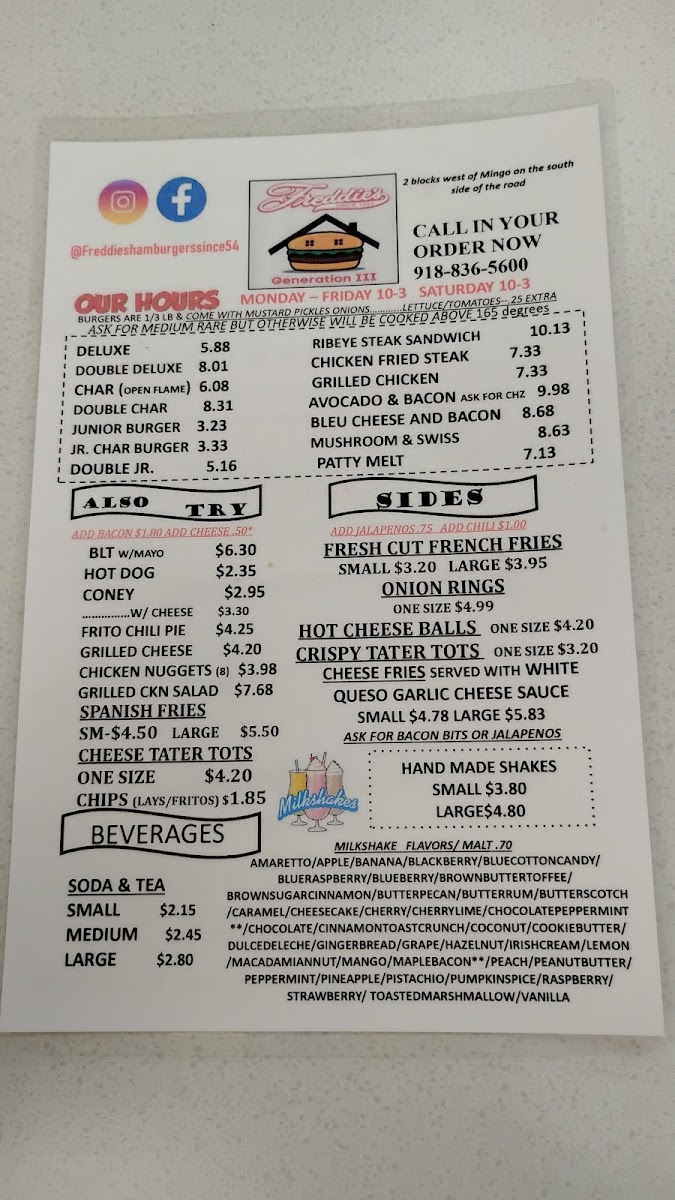 2 blocks west of Mingo on the south
side of the road
Freddie's
Generation III
@Freddieshamburgerssince54
CALL IN YOUR
ORDER NOW
918-836-5600
OUR HOURS MONDAY – FRIDAY 10-3 SATURDAY 10-3
BURGERS ARE 1/3 LB & COME WITH MUSTARD PICKLES ONIONS............LETTUCE/TOMATOES--.25 EXTRA
ASK FOR MEDIUM RARE BUT OTHERWISE WILL BE COOKED ABOVE 165 degrees
DELUXE 5.88
DOUBLE DELUXE 8.01
CHAR (OPEN FLAME) 6.08
DOUBLE CHAR 8.31
JUNIOR BURGER 3.23
JR. CHAR BURGER 3.33
DOUBLE JR. 5.16
RIBEYE STEAK SANDWICH 10.13
CHICKEN FRIED STEAK 7.33
GRILLED CHICKEN 7.33
AVOCADO & BACON ASK FOR CHZ 9.98
BLEU CHEESE AND BACON 8.68
MUSHROOM & SWISS 8.63
PATTY MELT 7.13
ALSO TRY
ADD BACON $1.80 ADD CHEESE .50*
BLT W/MAYO $6.30
HOT DOG $2.35
CONEY $2.95
...............W/ CHEESE $3.30
FRITO CHILI PIE $4.25
GRILLED CHEESE $4.20
CHICKEN NUGGETS (8) $3.98
GRILLED CKN SALAD $7.68
SPANISH FRIES
SM-$4.50 LARGE $5.50
CHEESE TATER TOTS
ONE SIZE $4.20
CHIPS (LAYS/FRITOS) $1.85
SIDES
ADD JALAPENOS .75 ADD CHILI $1.00
FRESH CUT FRENCH FRIES
SMALL $3.20 LARGE $3.95
ONION RINGS
ONE SIZE $4.99
HOT CHEESE BALLS ONE SIZE $4.20
CRISPY TATER TOTS ONE SIZE $3.20
CHEESE FRIES SERVED WITH WHITE
QUESO GARLIC CHEESE SAUCE
SMALL $4.78 LARGE $5.83
ASK FOR BACON BITS OR JALAPENOS
Milkshakes
HAND MADE SHAKES
SMALL $3.80
LARGE$4.80
BEVERAGES
SODA & TEA
SMALL $2.15
MEDIUM $2.45
LARGE $2.80
MILKSHAKE FLAVORS/ MALT .70
AMARETTO/APPLE/BANANA/BLACKBERRY/BLUECOTTONCANDY/
BLUERASPBERRY/BLUEBERRY/BROWNBUTTERTOFFEE/
BROWNSUGARCINNAMON/BUTTERPECAN/BUTTERRUM/BUTTERSCOTCH
/CARAMEL/CHEESECAKE/CHERRY/CHERRYLIME/CHOCOLATEPEPPERMINT
**/CHOCOLATE/CINNAMONTOASTCRUNCH/COCONUT/COOKIEBUTTER/
DULCEDELECHE/GINGERBREAD/GRAPE/HAZELNUT/IRISHCREAM/LEMON
/MACADAMIANNUT/MANGO/MAPLEBACON**/PEACH/PEANUTBUTTER/
PEPPERMINT/PINEAPPLE/PISTACHIO/PUMPKINSPICE/RASPBERRY/
STRAWBERRY/ TOASTEDMARSHMALLOW/VANILLA